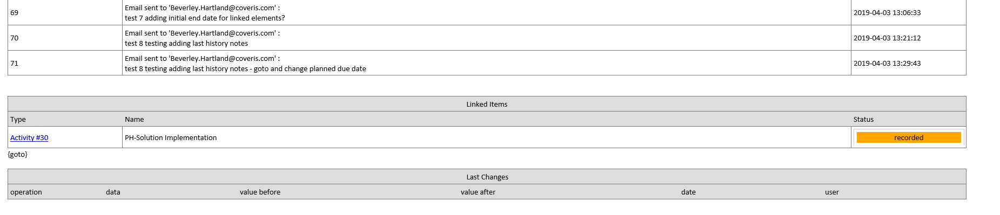 69
Email sent to 'Beverley.Hartland@coveris.com' :
test 7 adding initial end date for linked elements?
2019-04-03 13:06:33
70
Email sent to 'Beverley.Hartland@coveris.com' :
test 8 testing adding last history notes
2019-04-03 13:21:12
71
Email sent to 'Beverley.Hartland@coveris.com' :
test 8 testing adding last history notes - goto and change planned due date
2019-04-03 13:29:43
Linked Items
Type Name Status
Activity #30 PH-Solution Implementation recorded
{goto}
Last Changes
operation data value before value after date user